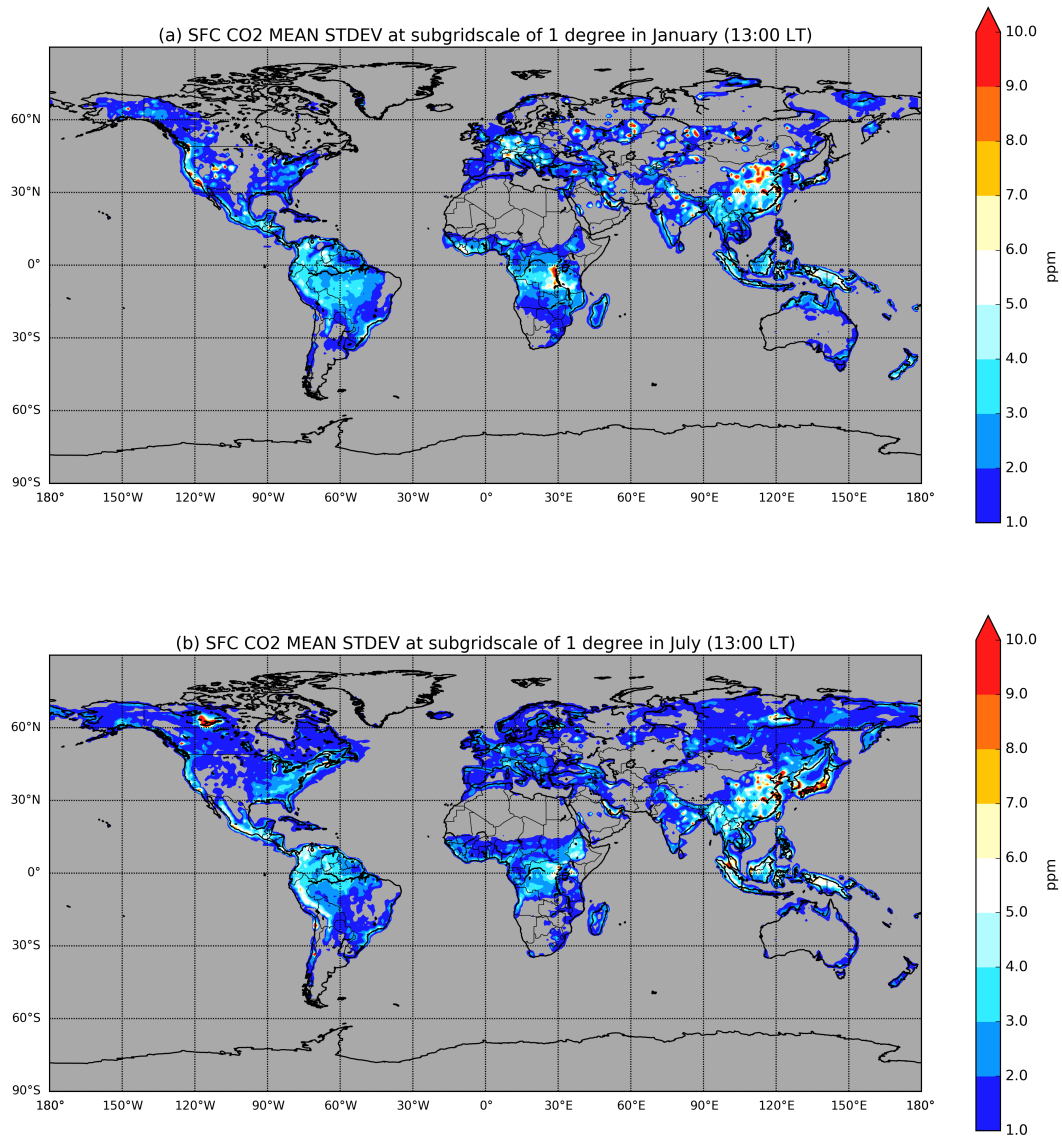 (a) SFC CO2 MEAN STDEV at subgridscale of 1 degree in January (13:00 LT)
60°N
30°N
0°
30°S
60°S
90°S
180° 150°W 120°W 90°W 60°W 30°W 0° 30°E 60°E 90°E 120°E 150°E 180°
10.0
9.0
8.0
7.0
6.0
5.0
4.0
3.0
2.0
1.0
ppm
(b) SFC CO2 MEAN STDEV at subgridscale of 1 degree in July (13:00 LT)
60°N
30°N
0°
30°S
60°S
90°S
180° 150°W 120°W 90°W 60°W 30°W 0° 30°E 60°E 90°E 120°E 150°E 180°
10.0
9.0
8.0
7.0
6.0
5.0
4.0
3.0
2.0
1.0
ppm